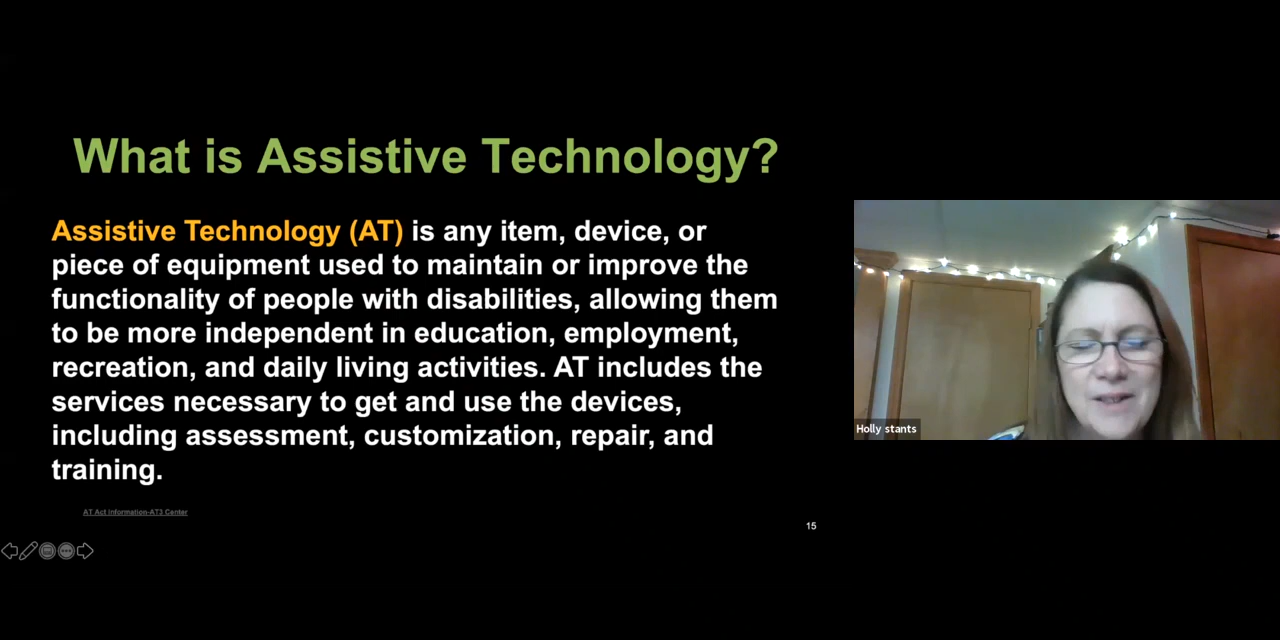 What is Assistive Technology?
Assistive Technology (AT) is any item, device, or
piece of equipment used to maintain or improve the
functionality of people with disabilities, allowing them
to be more independent in education, employment,
recreation, and daily living activities. AT includes the
services necessary to get and use the devices,
including assessment, customization, repair, and
training.
AT Act Information-AT3 Center
15
Holly stants